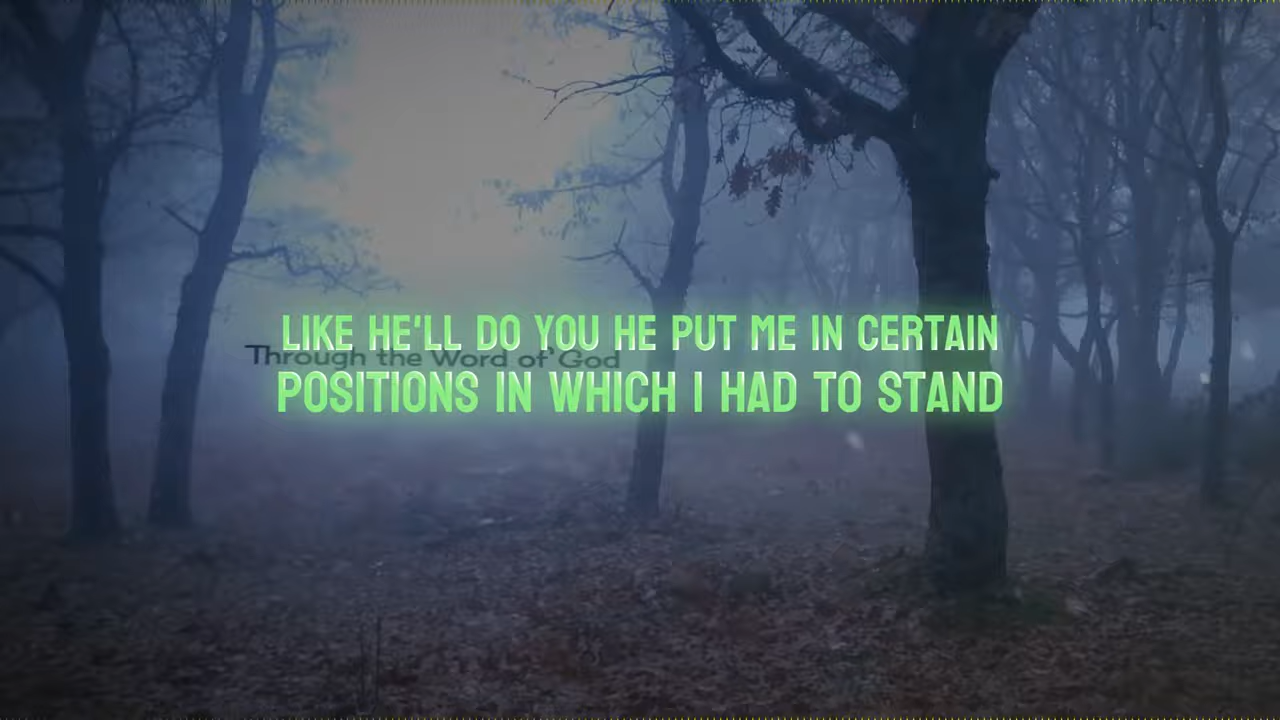 LIKE HE'LL DO YOU HE PUT ME IN CERTAIN
Through the Word of God
POSITIONS IN WHICH I HAD TO STAND